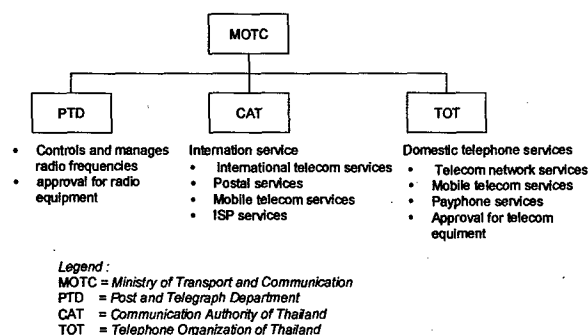 MOTC
PTD
CAT
TOT
• Controls and manages
radio frequencies
• approval for radio
equipment
Internation service
• International telecom services
• Postal services
• Mobile telecom services
• ISP services
Domestic telephone services
• Telecom network services
• Mobile telecom services
• Payphone services
• Approval for telecom
equiment
Legend :
MOTC = Ministry of Transport and Communication
PTD = Post and Telegraph Department
CAT = Communication Authority of Thailand
TOT = Telephone Organization of Thailand